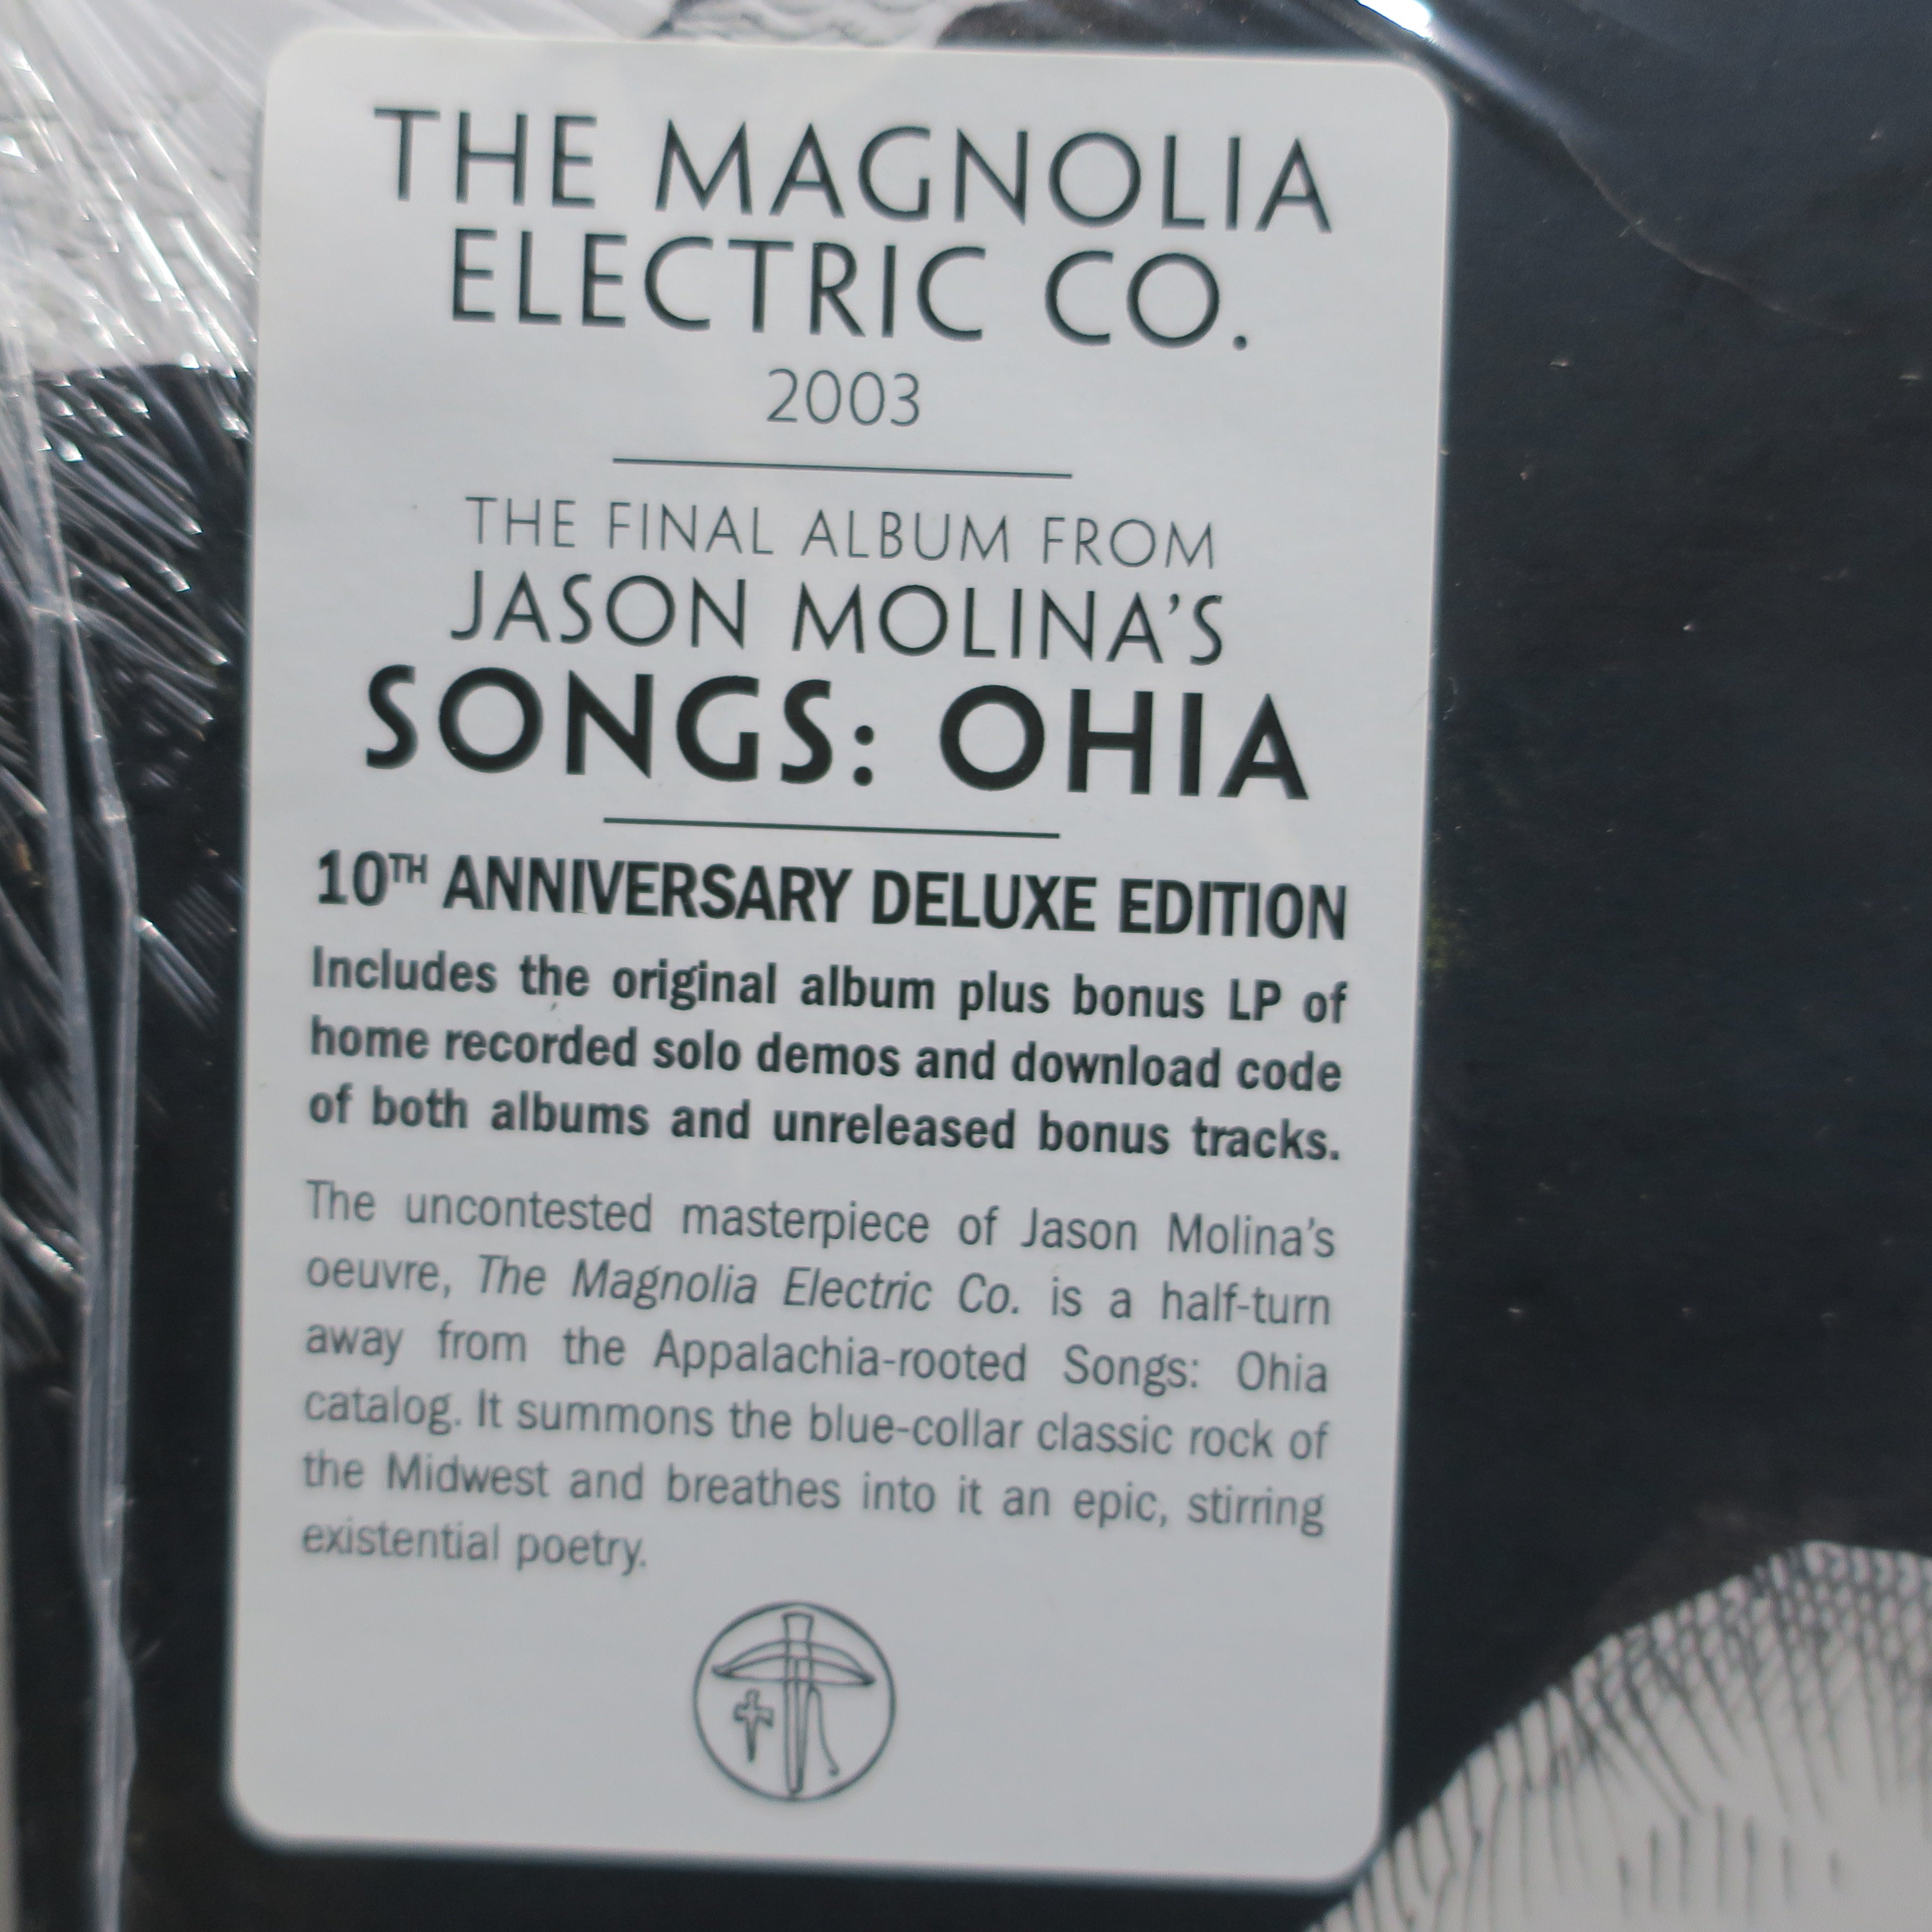 THE MAGNOLIA
ELECTRIC CO.
2003
THE FINAL ALBUM FROM
JASON MOLINA'S
SONGS: OHIA
10TH ANNIVERSARY DELUXE EDITION
Includes the original album plus bonus LP of
home recorded solo demos and download code
of both albums and unreleased bonus tracks.
The uncontested masterpiece of Jason Molina's
oeuvre, The Magnolia Electric Co. is a half-turn
away from the Appalachia-rooted Songs: Ohia
catalog. It summons the blue-collar classic rock of
the Midwest and breathes into it an epic, stirring
existential poetry.